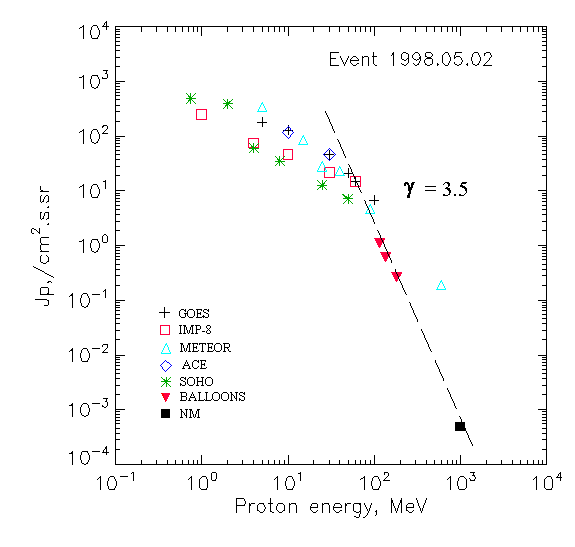 Event 1998.05.02
γ = 3.5
Jp,/cm².s.sr
10⁴
10³
10²
10¹
10⁰
10⁻¹
10⁻²
10⁻³
10⁻⁴
GOES
IMP-8
METEOR
ACE
SOHO
BALLOONS
NM
10⁻¹ 10⁰ 10¹ 10² 10³ 10⁴
Proton energy, MeV